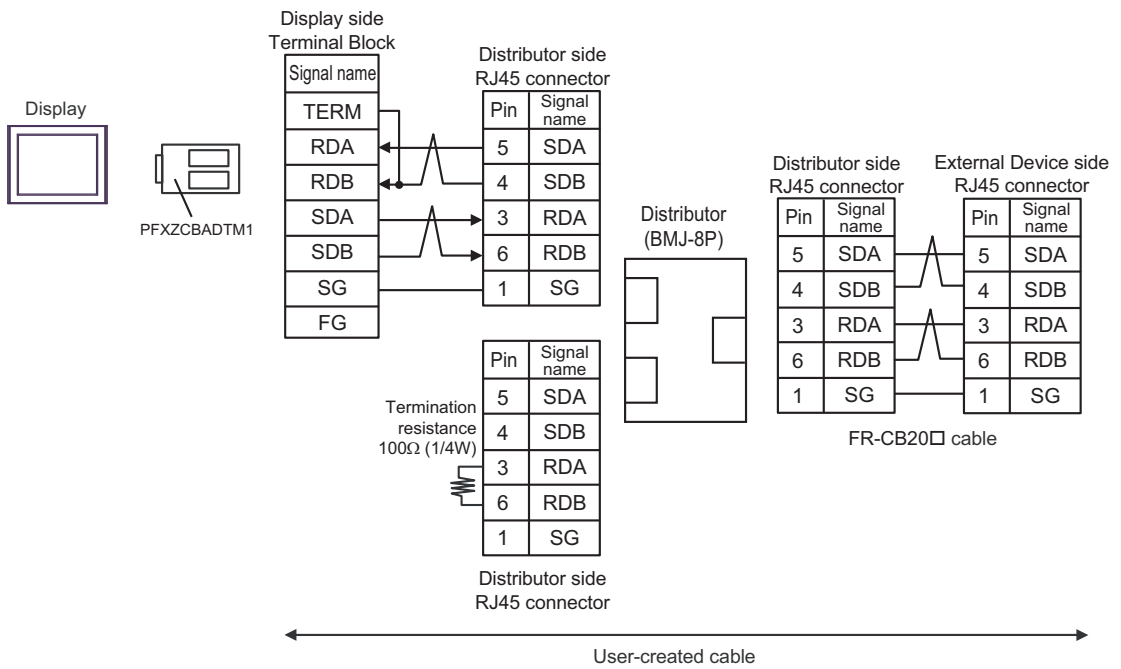 Display
PFXZCBADTM1
Display side
Terminal Block
Signal name
TERM
RDA
RDB
SDA
SDB
SG
FG
Distributor side
RJ45 connector
Pin Signal name
5 SDA
4 SDB
3 RDA
6 RDB
1 SG
Termination
resistance
100Ω (1/4W)
Pin Signal name
5 SDA
4 SDB
3 RDA
6 RDB
1 SG
Distributor side
RJ45 connector
Distributor
(BMJ-8P)
Distributor side
RJ45 connector
Pin Signal name
5 SDA
4 SDB
3 RDA
6 RDB
1 SG
External Device side
RJ45 connector
Pin Signal name
5 SDA
4 SDB
3 RDA
6 RDB
1 SG
FR-CB20□ cable
User-created cable